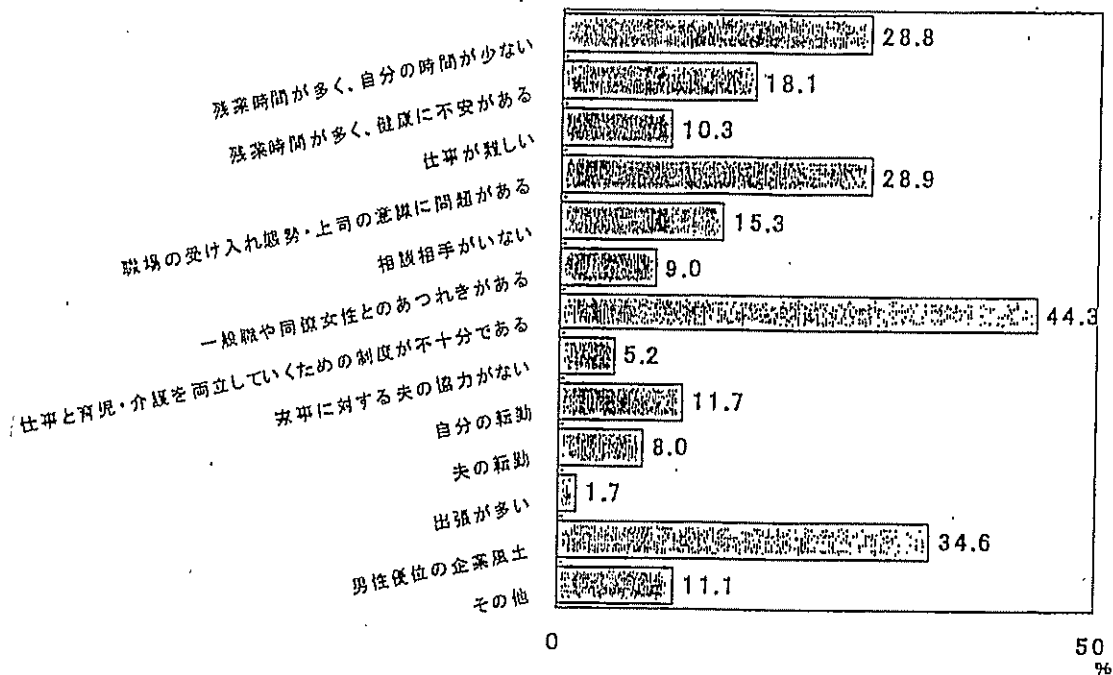 残業時間が多く、自分の時間が少ない
28.8
残業時間が多く、健康に不安がある
18.1
仕事が難しい
10.3
職場の受け入れ態勢・上司の意識に問題がある
28.9
相談相手がいない
15.3
一般職や同僚女性とのあつれきがある
9.0
仕事と育児・介護を両立していくための制度が不十分である
44.3
家事に対する夫の協力がない
5.2
自分の転勤
11.7
夫の転勤
8.0
出張が多い
1.7
男性優位の企業風土
34.6
その他
11.1
0
50
%